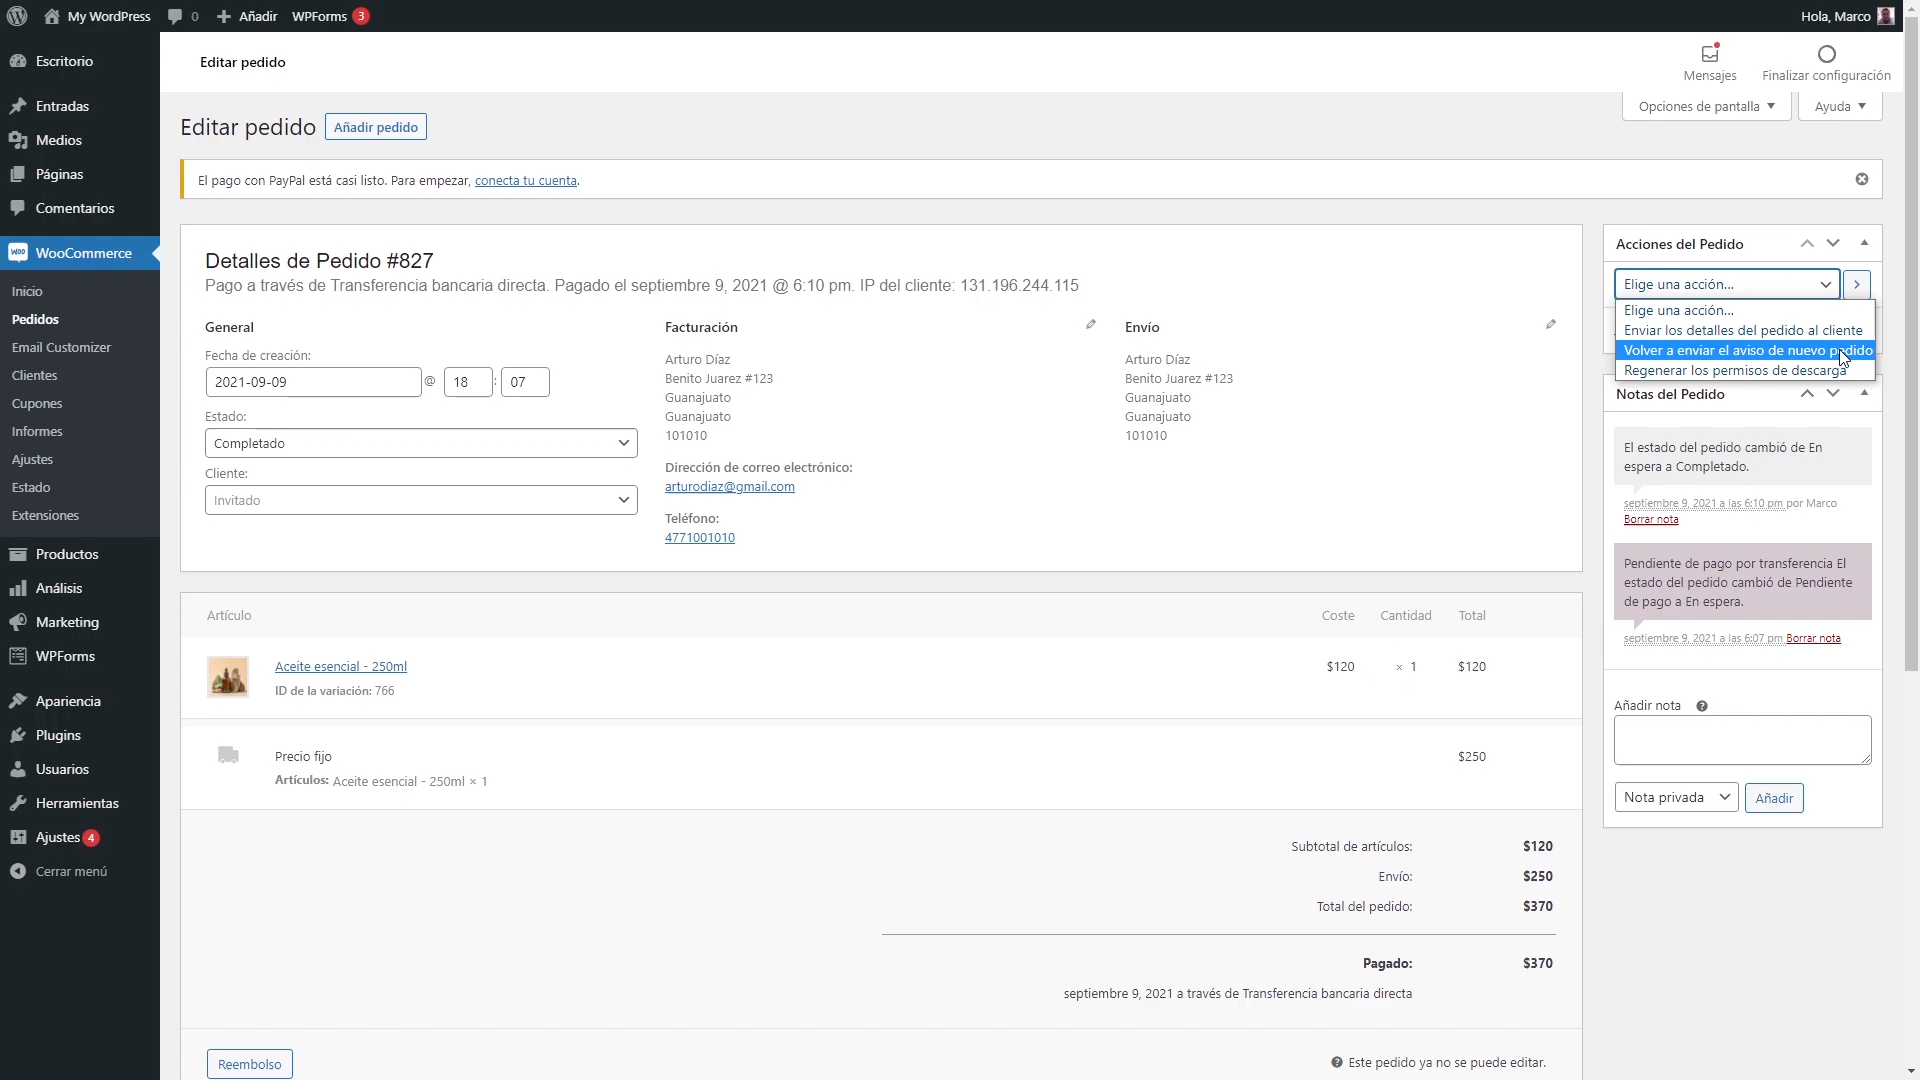 My WordPress
0
Añadir
WPForms 3
Hola, Marco
Escritorio
Entradas
Medios
Páginas
Comentarios
WooCommerce
Inicio
Pedidos
Email Customizer
Clientes
Cupones
Informes
Ajustes
Estado
Extensiones
Productos
Análisis
Marketing
WPForms
Apariencia
Plugins
Usuarios
Herramientas
Ajustes 4
Cerrar menú
Editar pedido
Mensajes
Finalizar configuración
Opciones de pantalla
Ayuda
Editar pedido
Añadir pedido
El pago con PayPal está casi listo. Para empezar, conecta tu cuenta.
Detalles de Pedido #827
Pago a través de Transferencia bancaria directa. Pagado el septiembre 9, 2021 @ 6:10 pm. IP del cliente: 131.196.244.115
General
Fecha de creación:
2021-09-09 @ 18 : 07
Estado:
Completado
Cliente:
Invitado
Facturación
Arturo Díaz
Benito Juarez #123
Guanajuato
Guanajuato
101010
Dirección de correo electrónico:
arturodiaz@gmail.com
Teléfono:
4771001010
Envío
Arturo Díaz
Benito Juarez #123
Guanajuato
Guanajuato
101010
Artículo Coste Cantidad Total
Aceite esencial - 250ml $120 × 1 $120
ID de la variación: 766
Precio fijo $250
Artículos: Aceite esencial - 250ml × 1
Subtotal de artículos: $120
Envío: $250
Total del pedido: $370
Pagado: $370
septiembre 9, 2021 a través de Transferencia bancaria directa
Reembolso
Este pedido ya no se puede editar.
Acciones del Pedido
Elige una acción...
Elige una acción...
Enviar los detalles del pedido al cliente
Volver a enviar el aviso de nuevo pedido
Regenerar los permisos de descarga
Notas del Pedido
El estado del pedido cambió de En
espera a Completado.
septiembre 9, 2021 a las 6:10 pm por Marco
Borrar nota
Pendiente de pago por transferencia El
estado del pedido cambió de Pendiente
de pago a En espera.
septiembre 9, 2021 a las 6:07 pm Borrar nota
Añadir nota
Nota privada
Añadir